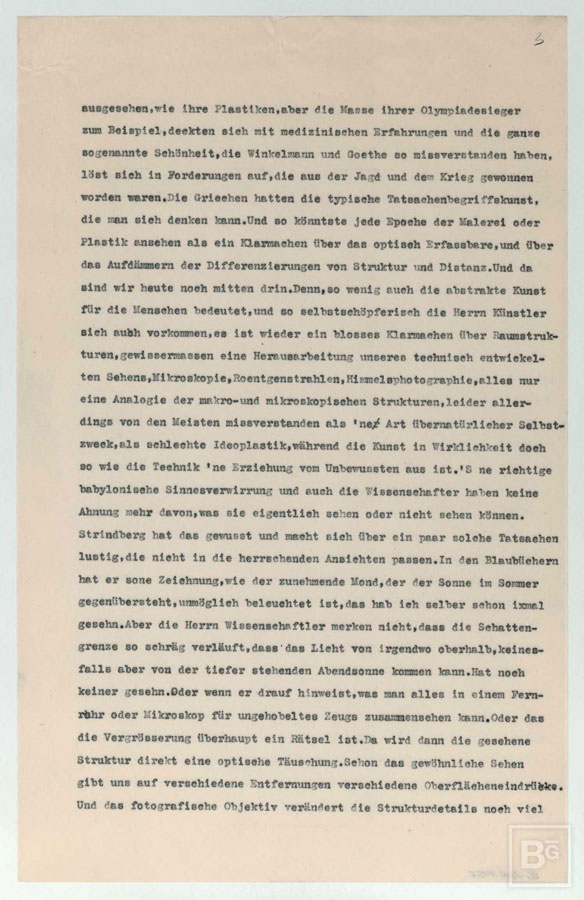 3
ausgesehen,wie ihre Plastiken,aber die Masse ihrer Olympiadesieger
zum Beispiel,deckten sich mit medizinischen Erfahrungen und die ganze
sogenannte Schönheit,die Winkelmann und Goethe so missverstanden haben,
löst sich in Forderungen auf,die aus der Jagd und dem Krieg gewonnen
worden waren.Die Griechen hatten die typische Tatsachenbegriffskunst,
die man sich denken kann.Und so könntste jede Epoche der Malerei oder
Plastik ansehen als ein Klarmachen über das optisch Erfassbare,und über
das Aufdämmern der Differenzierungen von Struktur und Distanz.Und da
sind wir heute noch mitten drin.Denn,so wenig auch die abstrakte Kunst
für die Menschen bedeutet,und so selbstschöpferisch die Herrn Künstler
sich auch vorkommen,es ist wieder ein blosses Klarmachen über Raumstruk-
turen,gewissermassen eine Herausarbeitung unseres technisch entwickel-
ten Sehens,Mikroskopie,Roentgenstrahlen,Himmelsphotographie,alles nur
eine Analogie der makro-und mikroskopischen Strukturen,leider aller-
dings von den Meisten missverstanden als 'ne Art übernatürlicher Selbst-
zweck,als schlechte Ideoplastik,während die Kunst in Wirklichkeit doch
so wie die Technik 'ne Erziehung vom Unbewussten aus ist.'S ne richtige
babylonische Sinnesverwirrung und auch die Wissenschafter haben keine
Ahnung mehr davon,was sie eigentlich sehen oder nicht sehen können.
Strindberg hat das gewusst und macht sich über ein paar solche Tatsachen
lustig,die nicht in die herrschenden Ansichten passen.In den Blaubüchern
hat er sone Zeichnung,wie der zunehmende Mond,der der Sonne im Sommer
gegenübersteht,unmöglich beleuchtet ist,das hab ich selber schon ixmal
gesehn.Aber die Herrn Wissenschaftler merken nicht,dass die Schatten-
grenze so schräg verläuft,dass das Licht von irgendwo oberhalb,keines-
falls aber von der tiefer stehenden Abendsonne kommen kann.Hat noch
keiner gesehn.Oder wenn er drauf hinweist,was man alles in einem Fern-
rohr oder Mikroskop für ungehobeltes Zeugs zusammensehen kann.Oder das
die Vergrösserung überhaupt ein Rätsel ist.Da wird dann die gesehene
Struktur direkt eine optische Täuschung.Schon das gewöhnliche Sehen
gibt uns auf verschiedene Entfernungen verschiedene Oberflächeneindrücke.
Und das fotografische Objektiv verändert die Strukturdetails noch viel
BG